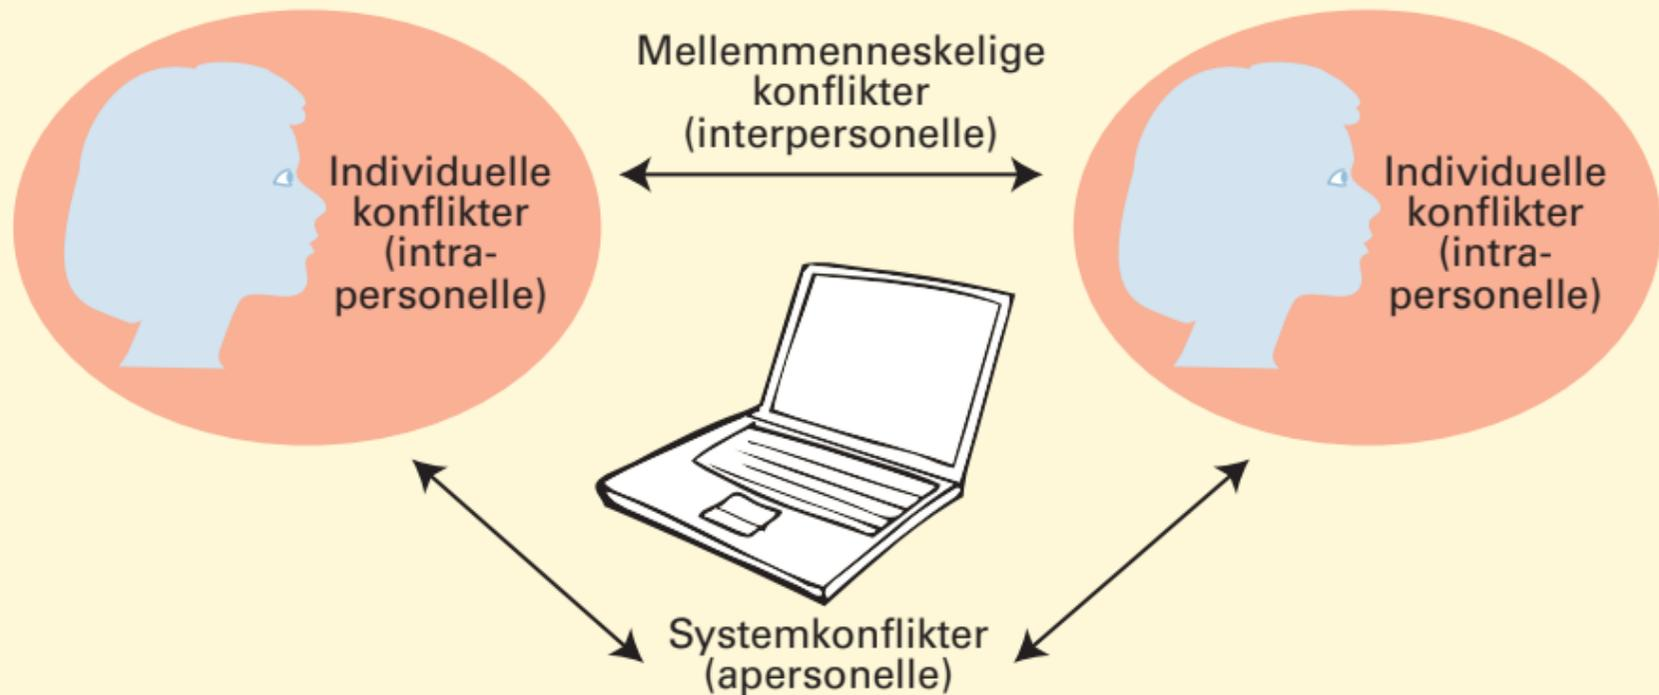 Mellemmenneskelige
konflikter
(interpersonelle)
Individuelle
konflikter
(intra-
personelle)
Individuelle
konflikter
(intra-
personelle)
Systemkonflikter
(apersonelle)